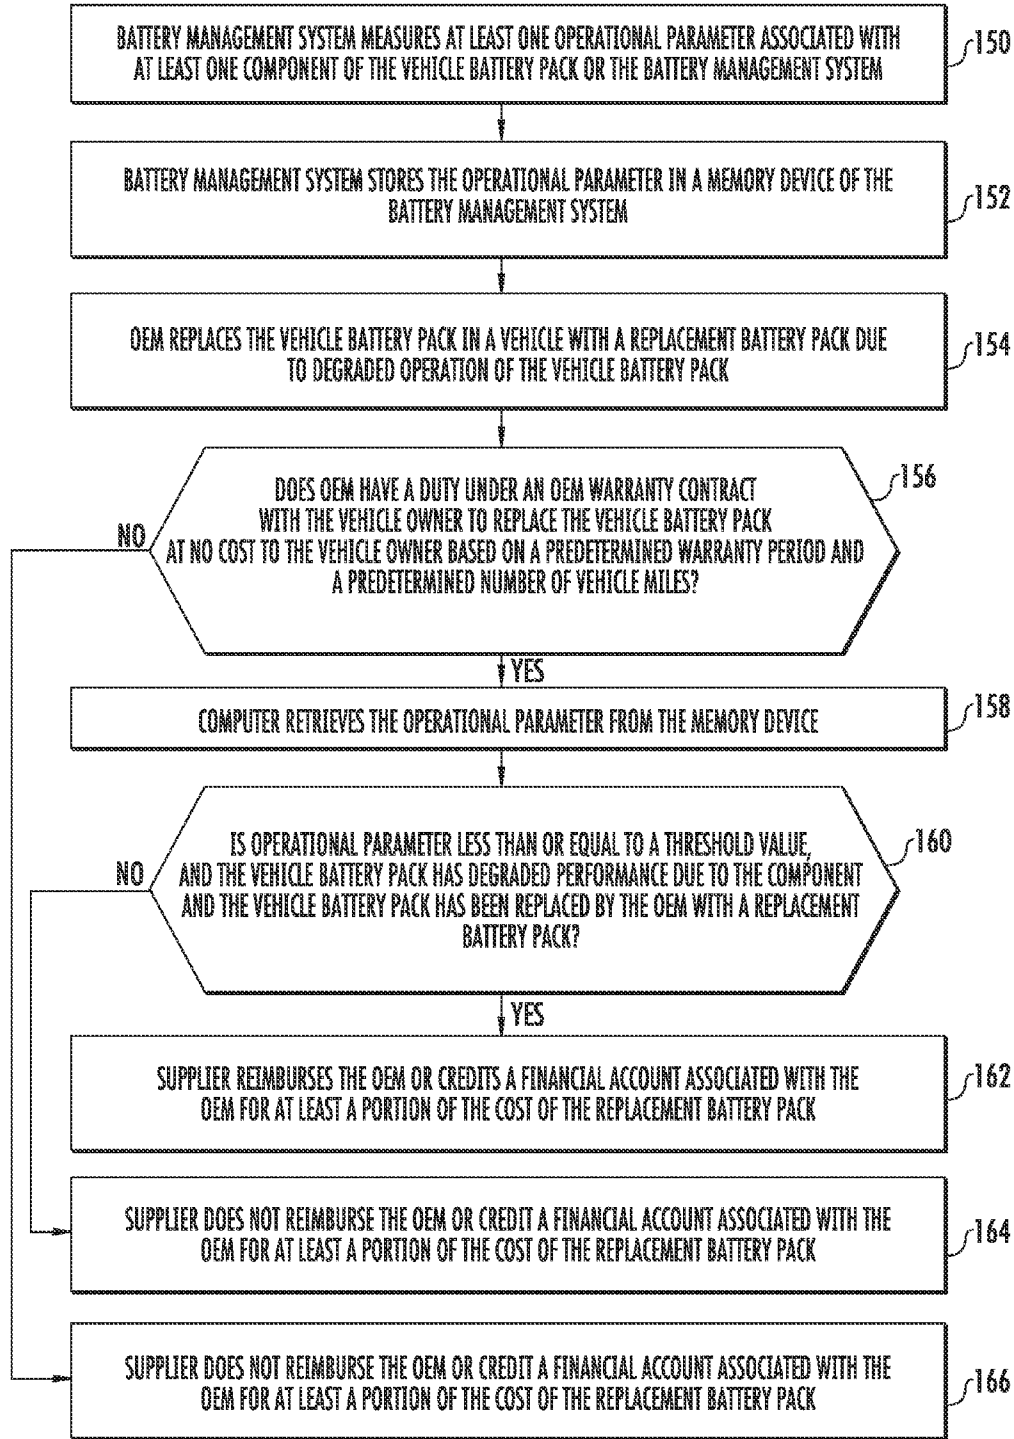 BATTERY MANAGEMENT SYSTEM MEASURES AT LEAST ONE OPERATIONAL PARAMETER ASSOCIATED WITH
AT LEAST ONE COMPONENT OF THE VEHICLE BATTERY PACK OR THE BATTERY MANAGEMENT SYSTEM
150
BATTERY MANAGEMENT SYSTEM STORES THE OPERATIONAL PARAMETER IN A MEMORY DEVICE OF THE
BATTERY MANAGEMENT SYSTEM
152
OEM REPLACES THE VEHICLE BATTERY PACK IN A VEHICLE WITH A REPLACEMENT BATTERY PACK DUE
TO DEGRADED OPERATION OF THE VEHICLE BATTERY PACK
154
DOES OEM HAVE A DUTY UNDER AN OEM WARRANTY CONTRACT
WITH THE VEHICLE OWNER TO REPLACE THE VEHICLE BATTERY PACK
AT NO COST TO THE VEHICLE OWNER BASED ON A PREDETERMINED WARRANTY PERIOD AND
A PREDETERMINED NUMBER OF VEHICLE MILES?
156
NO
YES
COMPUTER RETRIEVES THE OPERATIONAL PARAMETER FROM THE MEMORY DEVICE
158
IS OPERATIONAL PARAMETER LESS THAN OR EQUAL TO A THRESHOLD VALUE,
AND THE VEHICLE BATTERY PACK HAS DEGRADED PERFORMANCE DUE TO THE COMPONENT
AND THE VEHICLE BATTERY PACK HAS BEEN REPLACED BY THE OEM WITH A REPLACEMENT
BATTERY PACK?
160
NO
YES
SUPPLIER REIMBURSES THE OEM OR CREDITS A FINANCIAL ACCOUNT ASSOCIATED WITH THE
OEM FOR AT LEAST A PORTION OF THE COST OF THE REPLACEMENT BATTERY PACK
162
SUPPLIER DOES NOT REIMBURSE THE OEM OR CREDIT A FINANCIAL ACCOUNT ASSOCIATED WITH THE
OEM FOR AT LEAST A PORTION OF THE COST OF THE REPLACEMENT BATTERY PACK
164
SUPPLIER DOES NOT REIMBURSE THE OEM OR CREDIT A FINANCIAL ACCOUNT ASSOCIATED WITH THE
OEM FOR AT LEAST A PORTION OF THE COST OF THE REPLACEMENT BATTERY PACK
166